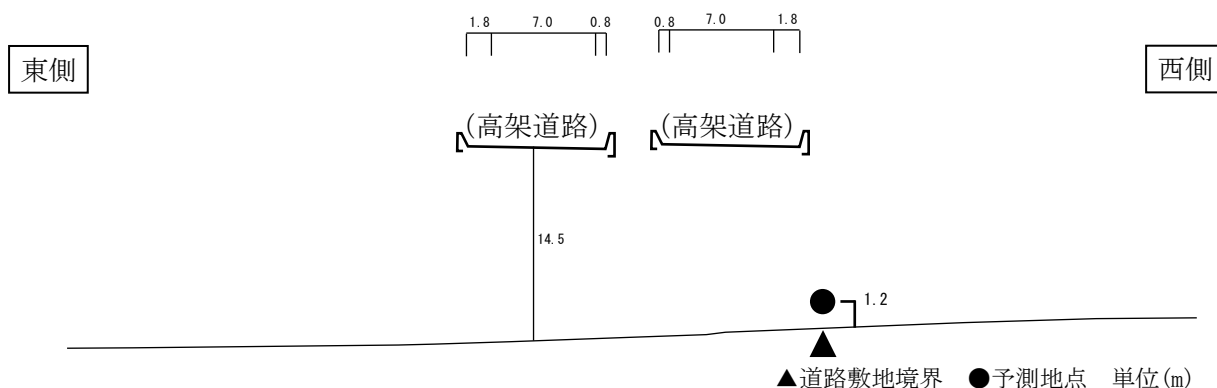 1.8 7.0 0.8 0.8 7.0 1.8
東側 西側
(高架道路) (高架道路)
14.5
1.2
▲道路敷地境界 ●予測地点 単位(m)